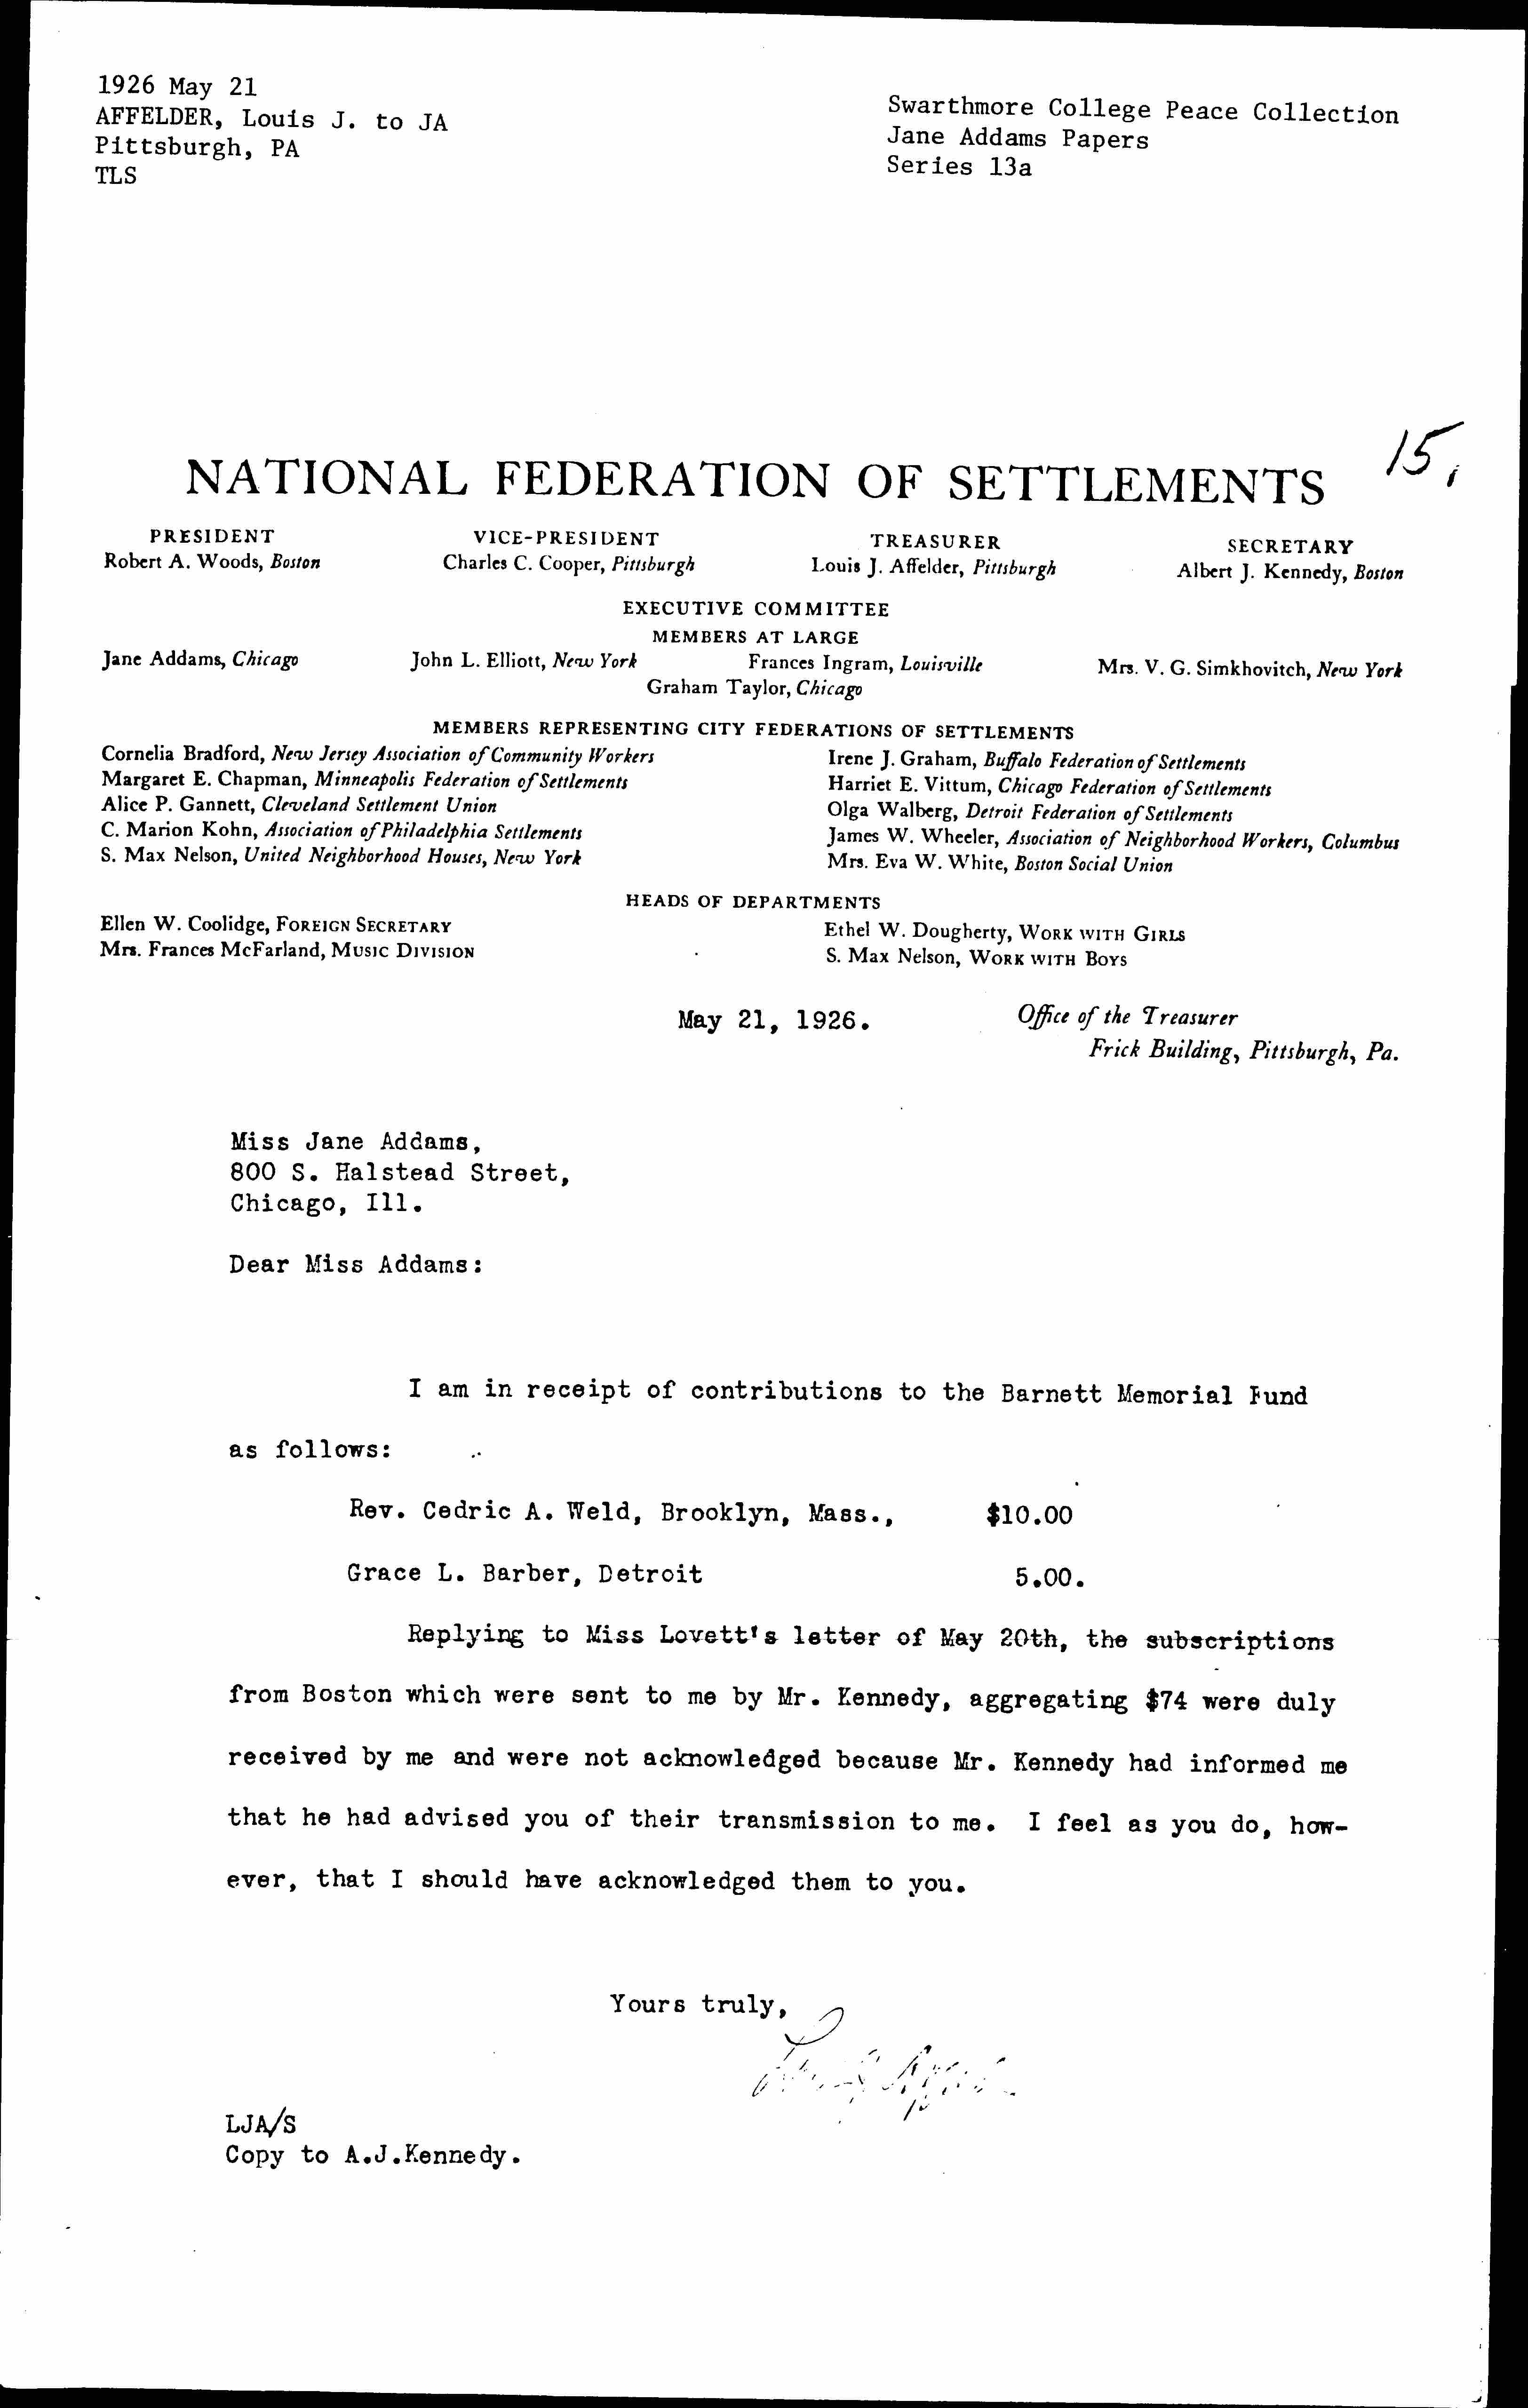 1926 May 21
AFFELDER, Louis J. to JA
Pittsburgh, PA
TLS
Swarthmore College Peace Collection
Jane Addams Papers
Series 13a
15,
NATIONAL FEDERATION OF SETTLEMENTS
PRESIDENT VICE-PRESIDENT TREASURER SECRETARY
Robert A. Woods, Boston Charles C. Cooper, Pittsburgh Louis J. Affelder, Pittsburgh Albert J. Kennedy, Boston
EXECUTIVE COMMITTEE
MEMBERS AT LARGE
Jane Addams, Chicago John L. Elliott, New York Frances Ingram, Louisville Mrs. V. G. Simkhovitch, New York
Graham Taylor, Chicago
MEMBERS REPRESENTING CITY FEDERATIONS OF SETTLEMENTS
Cornelia Bradford, New Jersey Association of Community Workers
Margaret E. Chapman, Minneapolis Federation of Settlements
Alice P. Gannett, Cleveland Settlement Union
C. Marion Kohn, Association of Philadelphia Settlements
S. Max Nelson, United Neighborhood Houses, New York
Irene J. Graham, Buffalo Federation of Settlements
Harriet E. Vittum, Chicago Federation of Settlements
Olga Walberg, Detroit Federation of Settlements
James W. Wheeler, Association of Neighborhood Workers, Columbus
Mrs. Eva W. White, Boston Social Union
HEADS OF DEPARTMENTS
Ellen W. Coolidge, FOREIGN SECRETARY
Mrs. Frances McFarland, MUSIC DIVISION
Ethel W. Dougherty, WORK WITH GIRLS
S. Max Nelson, WORK WITH BOYS
May 21, 1926.
Office of the Treasurer
Frick Building, Pittsburgh, Pa.
Miss Jane Addams,
800 S. Halstead Street,
Chicago, Ill.
Dear Miss Addams:
I am in receipt of contributions to the Barnett Memorial Fund
as follows:
Rev. Cedric A. Weld, Brooklyn, Mass., $10.00
Grace L. Barber, Detroit 5.00.
Replying to Miss Lovett's letter of May 20th, the subscriptions
from Boston which were sent to me by Mr. Kennedy, aggregating $74 were duly
received by me and were not acknowledged because Mr. Kennedy had informed me
that he had advised you of their transmission to me. I feel as you do, how-
ever, that I should have acknowledged them to you.
Yours truly,
LJA/S
Copy to A.J.Kennedy.